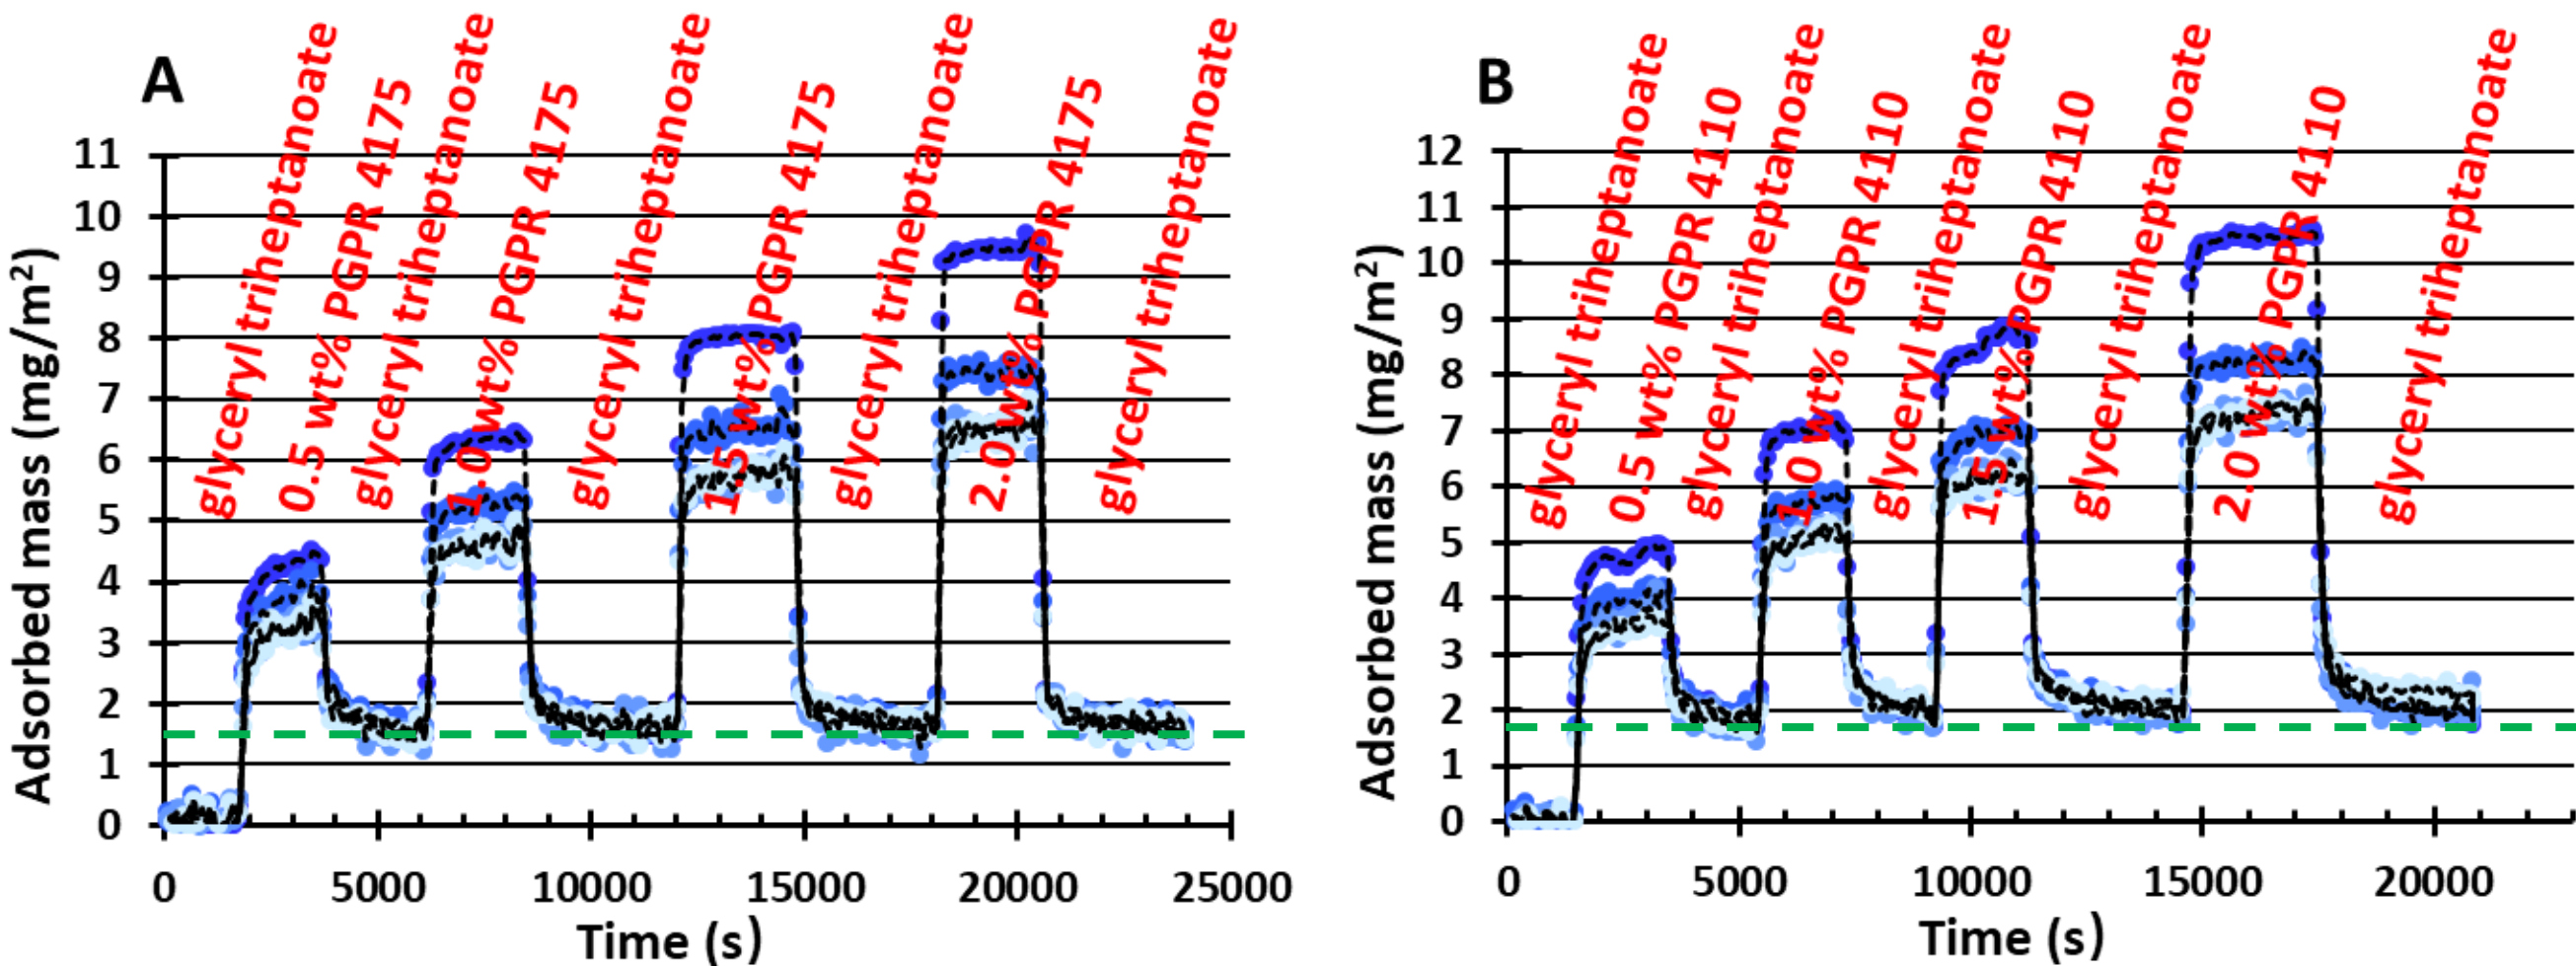 A
glyceryl triheptanoate
0.5 wt% PGPR 4175
glyceryl triheptanoate
1.0 wt% PGPR 4175
glyceryl triheptanoate
1.5 wt% PGPR 4175
glyceryl triheptanoate
2.0 wt% PGPR 4175
glyceryl triheptanoate
Adsorbed mass (mg/m²)
11
10
9
8
7
6
5
4
3
2
1
0
0 5000 10000 15000 20000 25000
Time (s)
B
glyceryl triheptanoate
0.5 wt% PGPR 4110
glyceryl triheptanoate
1.0 wt% PGPR 4110
glyceryl triheptanoate
1.5 wt% PGPR 4110
glyceryl triheptanoate
2.0 wt% PGPR 4110
glyceryl triheptanoate
Adsorbed mass (mg/m²)
12
11
10
9
8
7
6
5
4
3
2
1
0
0 5000 10000 15000 20000
Time (s)